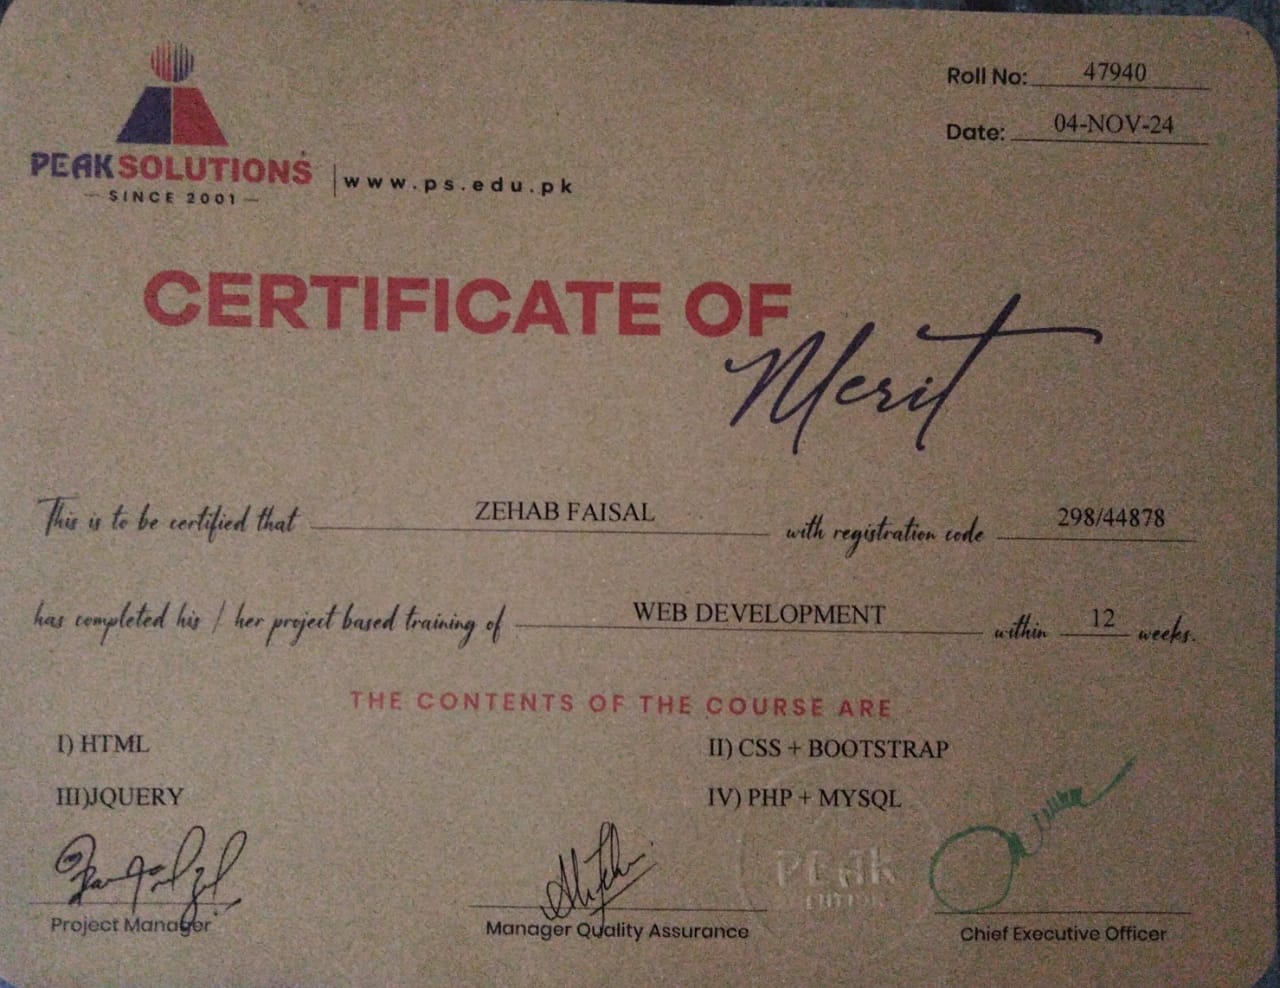 Roll No: 47940
Date: 04-NOV-24
PEAK SOLUTIONS
SINCE 2001
www.ps.edu.pk
CERTIFICATE OF
Merit
This is to be certified that ZEHAB FAISAL with registration code 298/44878
has completed his / her project based training of WEB DEVELOPMENT within 12 weeks.
THE CONTENTS OF THE COURSE ARE
I) HTML II) CSS + BOOTSTRAP
III)JQUERY IV) PHP + MYSQL
PEAK
Project Manager Manager Quality Assurance Chief Executive Officer